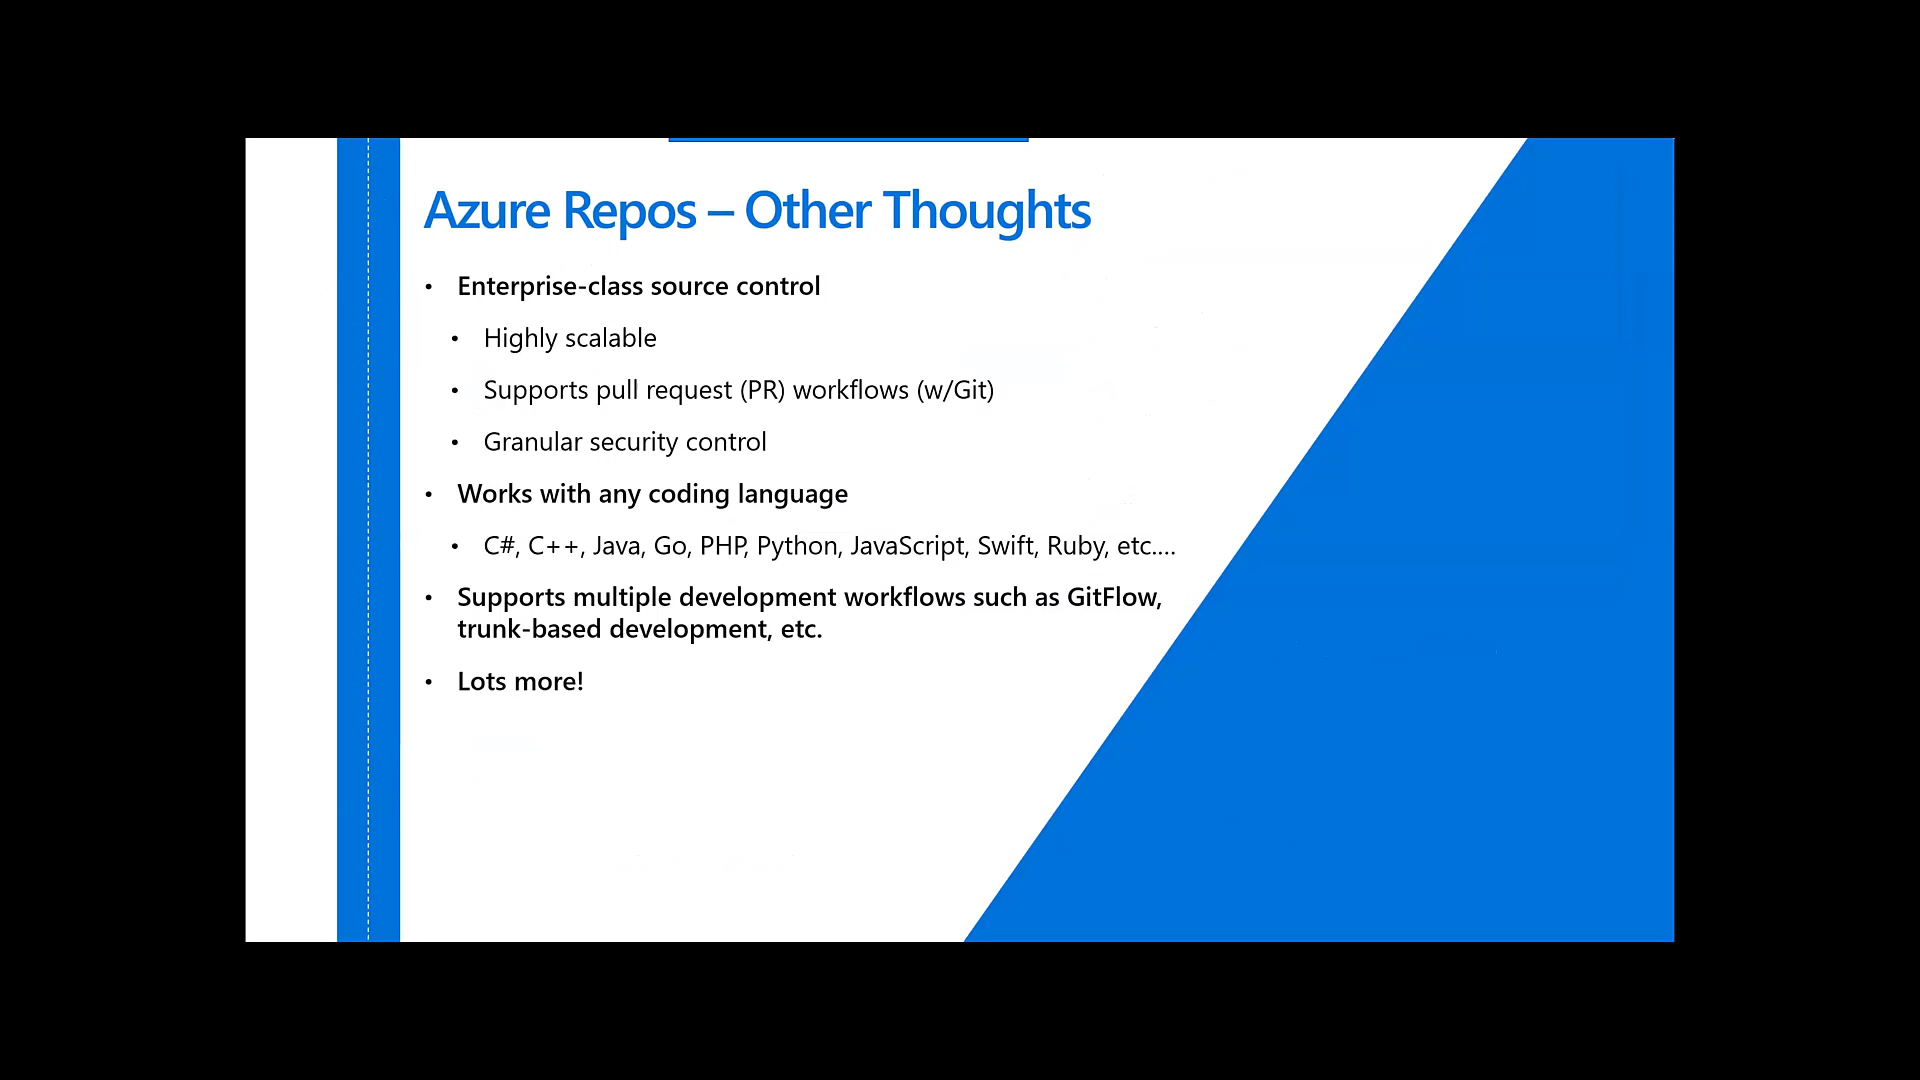 Azure Repos – Other Thoughts
• Enterprise-class source control
• Highly scalable
• Supports pull request (PR) workflows (w/Git)
• Granular security control
• Works with any coding language
• C#, C++, Java, Go, PHP, Python, JavaScript, Swift, Ruby, etc....
• Supports multiple development workflows such as GitFlow,
trunk-based development, etc.
• Lots more!